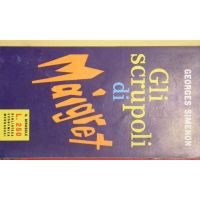 GEORGES SIMENON
Gli
scrupoli
di
Maigret
L. 250